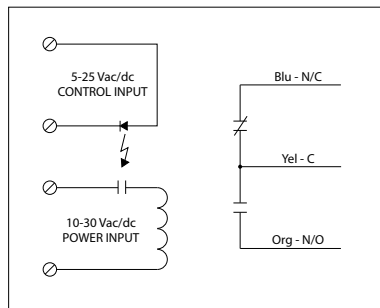 5-25 Vac/dc
CONTROL INPUT
10-30 Vac/dc
POWER INPUT
Blu - N/C
Yel - C
Org - N/O